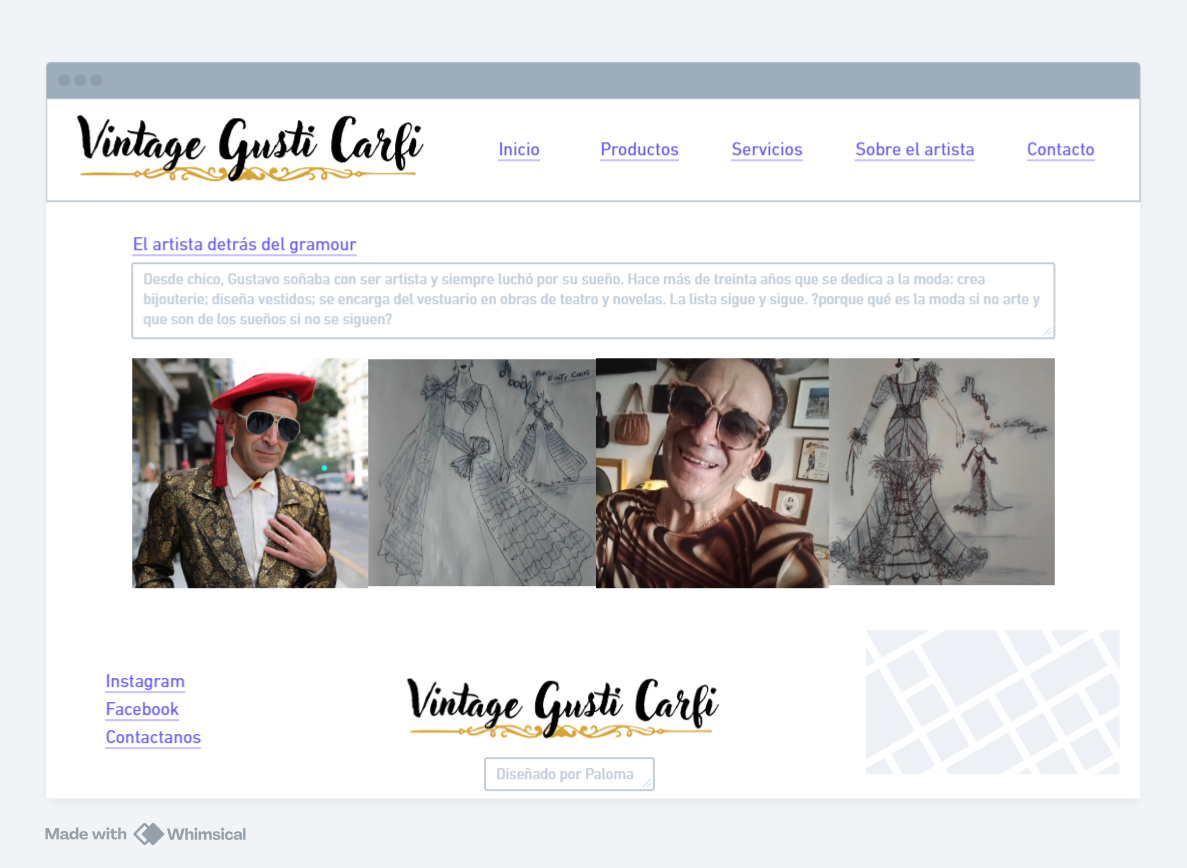 Vintage Gusti Carfi
Inicio
Productos
Servicios
Sobre el artista
Contacto
El artista detrás del gramour
Desde chico, Gustavo soñaba con ser artista y siempre luchó por su sueño. Hace más de treinta años que se dedica a la moda: crea
bijouterie; diseña vestidos; se encarga del vestuario en obras de teatro y novelas. La lista sigue y sigue. ?porque qué es la moda si no arte y
que son de los sueños si no se siguen?
Instagram
Facebook
Contactanos
Vintage Gusti Carfi
Diseñado por Paloma
Made with Whimsical